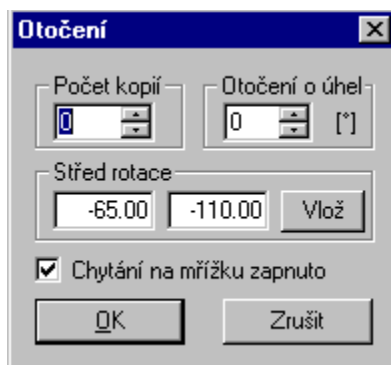 Otočení
Počet kopií Otočení o úhel
0 0 [°]
Střed rotace
-65.00 -110.00 Vlož
Chytání na mřížku zapnuto
OK Zrušit